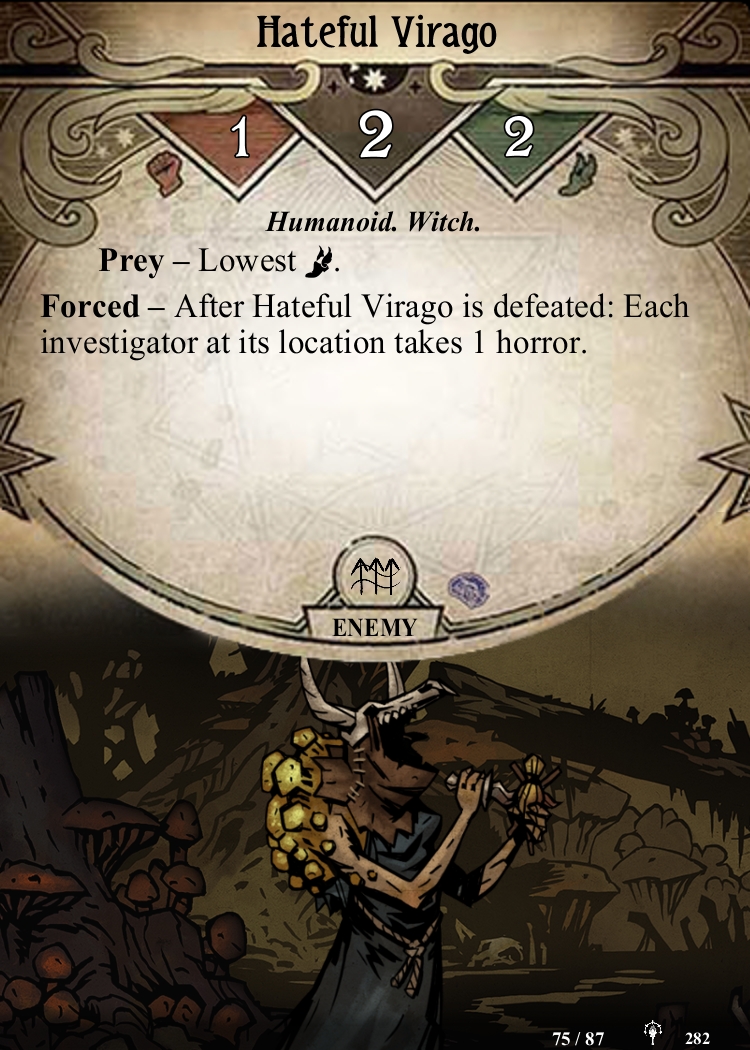 Hateful Virago
1 2 2
Humanoid. Witch.
Prey – Lowest .
Forced – After Hateful Virago is defeated: Each
investigator at its location takes 1 horror.
ENEMY
75 / 87 282